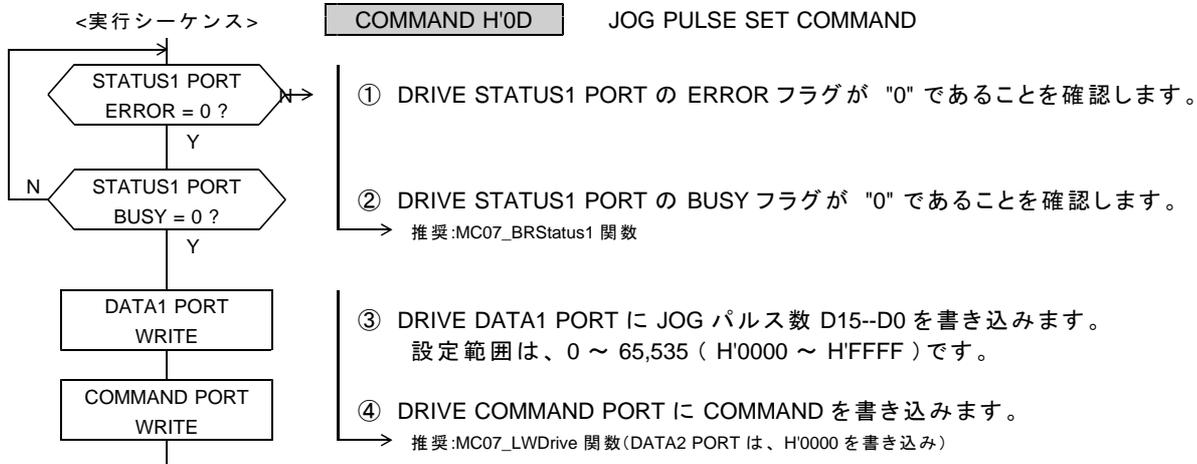 <実行シーケンス>
COMMAND H'0D
JOG PULSE SET COMMAND
STATUS1 PORT
ERROR = 0 ?
N
Y
① DRIVE STATUS1 PORT の ERROR フラグが "0" であることを確認します。
N
STATUS1 PORT
BUSY = 0 ?
Y
② DRIVE STATUS1 PORT の BUSY フラグが "0" であることを確認します。
推奨:MC07_BRStatus1 関数
DATA1 PORT
WRITE
③ DRIVE DATA1 PORT に JOG パルス数 D15--D0 を書き込みます。
設定範囲は、0 ～ 65,535 ( H'0000 ～ H'FFFF )です。
COMMAND PORT
WRITE
④ DRIVE COMMAND PORT に COMMAND を書き込みます。
推奨:MC07_LWDrive 関数(DATA2 PORT は、H'0000 を書き込み)